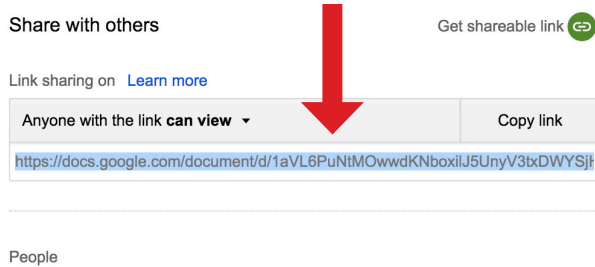 Share with others
Get shareable link
Link sharing on Learn more
Anyone with the link can view
Copy link
https://docs.google.com/document/d/1aVL6PuNtMOwwdKNboxilJ5UnyV3txDWYSjH
People